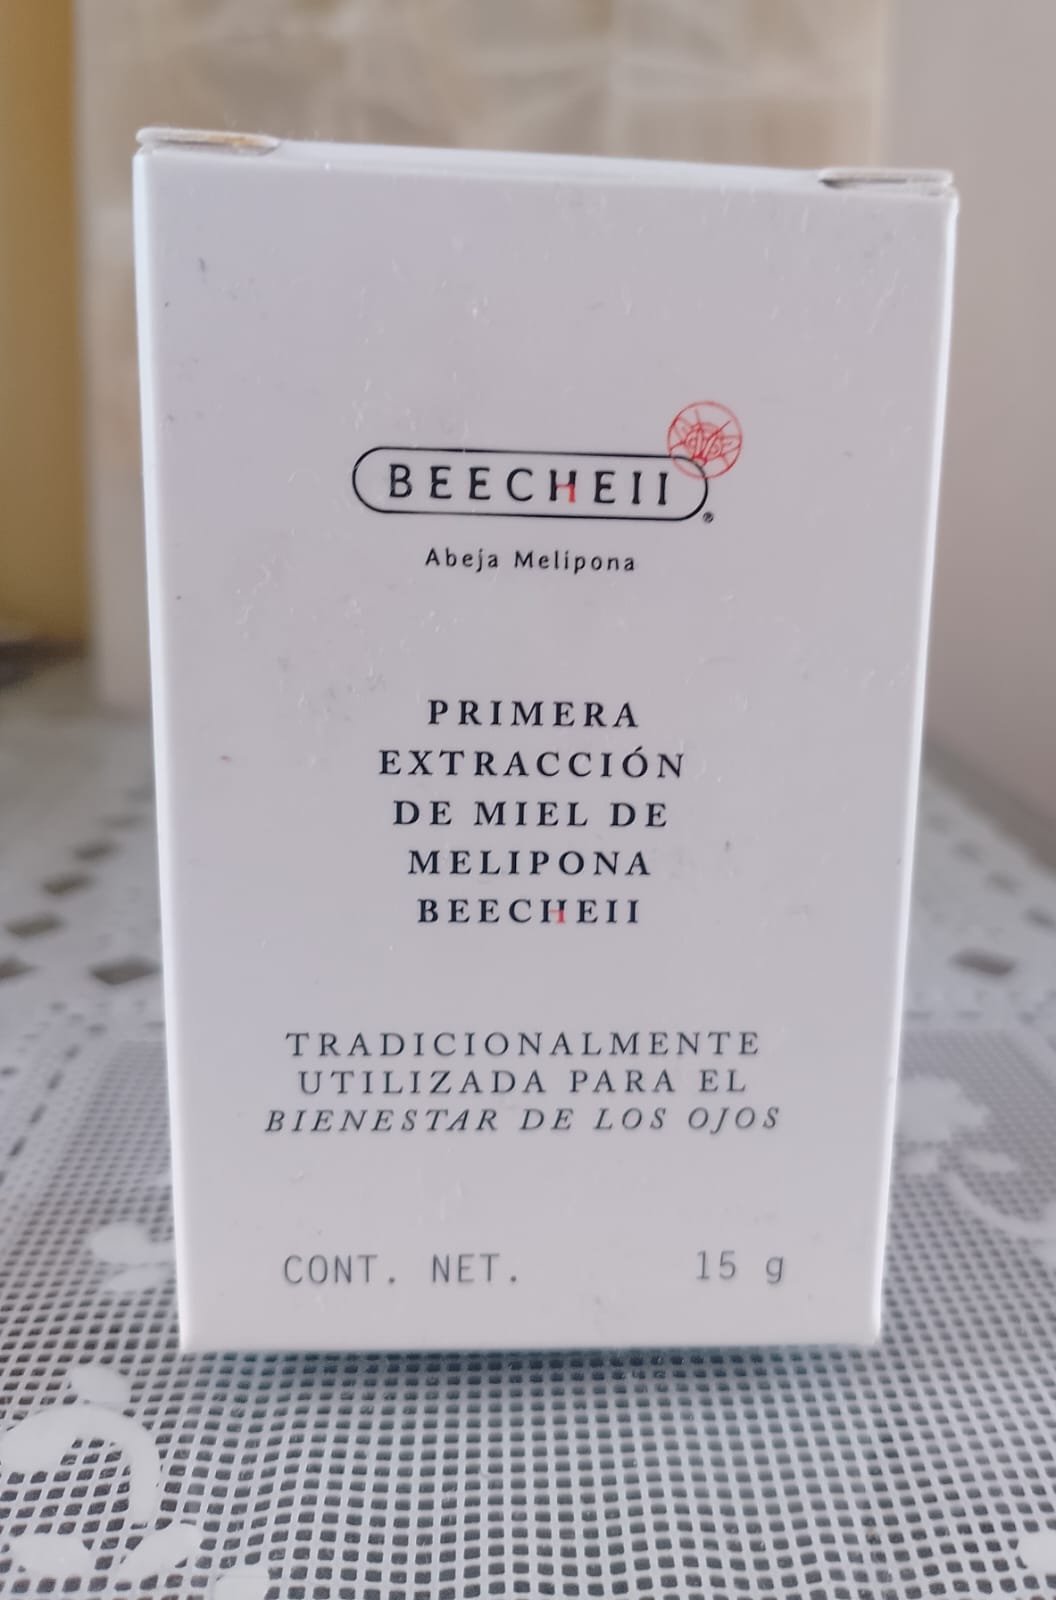 BEECHEII
®
Abeja Melipona
PRIMERA
EXTRACCIÓN
DE MIEL DE
MELIPONA
BEECHEII
TRADICIONALMENTE
UTILIZADA PARA EL
BIENESTAR DE LOS OJOS
CONT. NET. 15 g